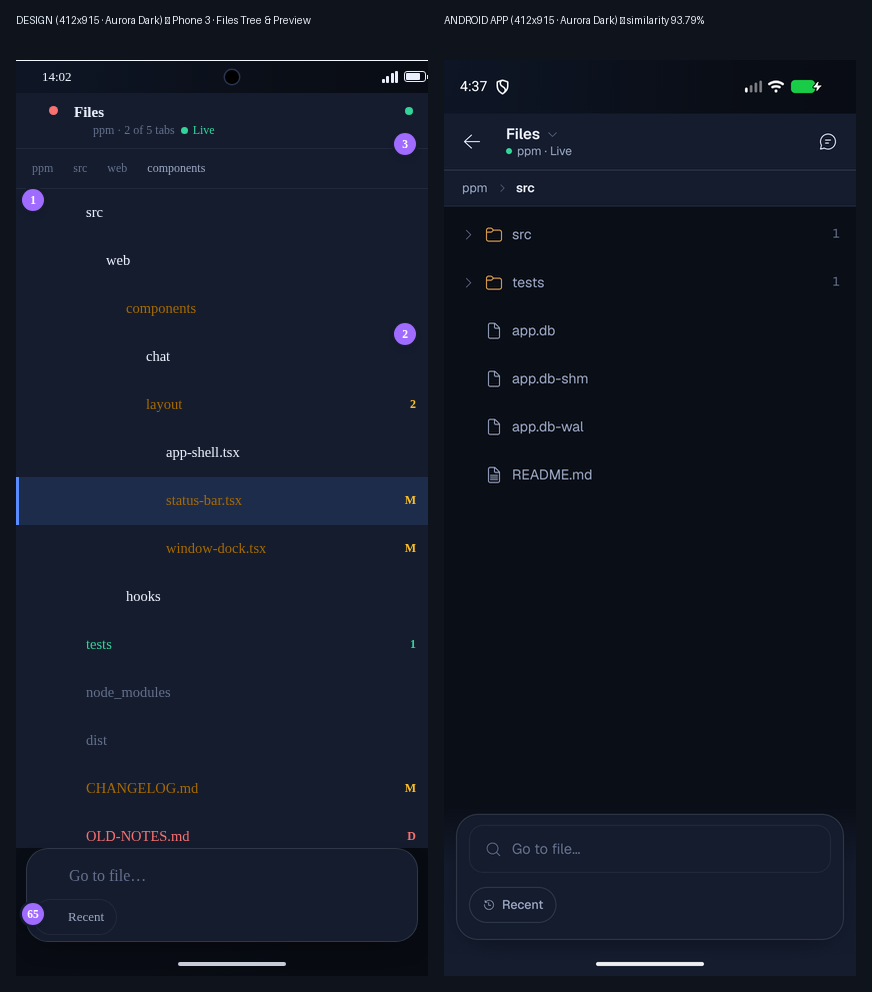 DESIGN (412x915 · Aurora Dark) Phone 3 · Files Tree & Preview
14:02
Files
ppm · 2 of 5 tabs Live
3
ppm src web components
1
src
web
components
2
chat
layout 2
app-shell.tsx
status-bar.tsx M
window-dock.tsx M
hooks
tests 1
node_modules
dist
CHANGELOG.md M
OLD-NOTES.md D
Go to file…
65 Recent
ANDROID APP (412x915 · Aurora Dark) similarity 93.79%
4:37
Files
ppm · Live
ppm src
src 1
tests 1
app.db
app.db-shm
app.db-wal
README.md
Go to file...
Recent